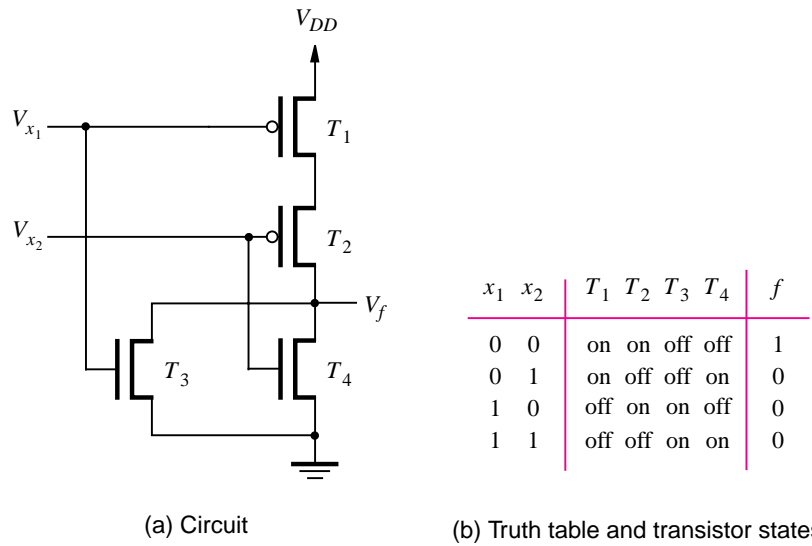 V_DD
V_x1
T_1
V_x2
T_2
V_f
T_3
T_4
x_1 x_2 T_1 T_2 T_3 T_4 f
0 0 on on off off 1
0 1 on off off on 0
1 0 off on on off 0
1 1 off off on on 0
(a) Circuit
(b) Truth table and transistor states